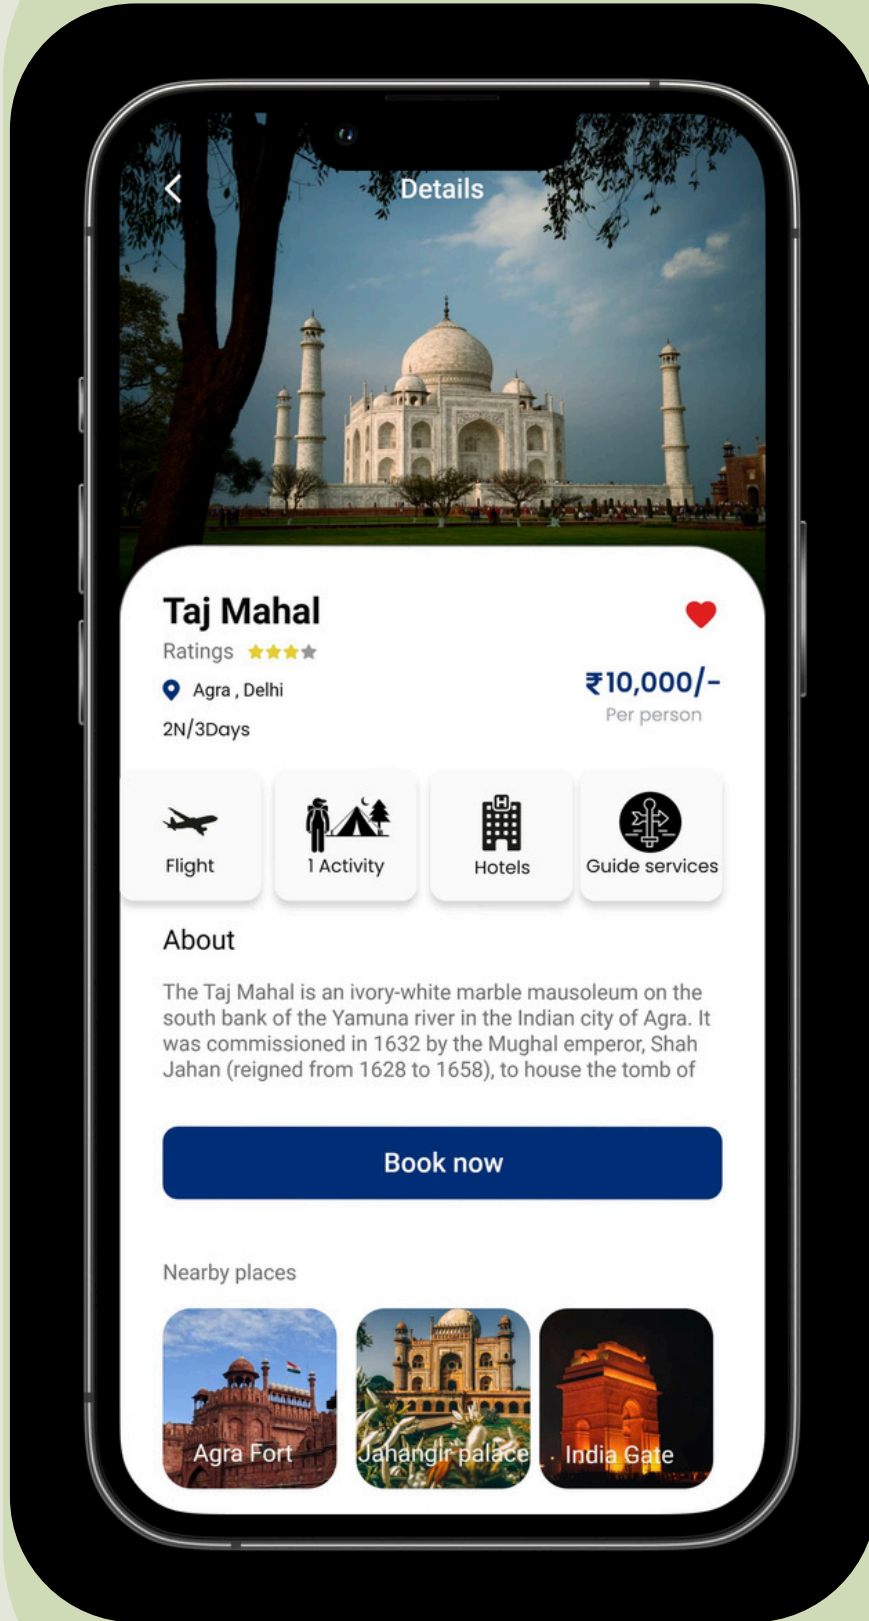 Details
Taj Mahal
Ratings
Agra , Delhi
₹10,000/-
Per person
2N/3Days
Flight
1 Activity
H
Hotels
Guide services
About
The Taj Mahal is an ivory-white marble mausoleum on the
south bank of the Yamuna river in the Indian city of Agra. It
was commissioned in 1632 by the Mughal emperor, Shah
Jahan (reigned from 1628 to 1658), to house the tomb of
Book now
Nearby places
Agra Fort
Jahangir palace
India Gate